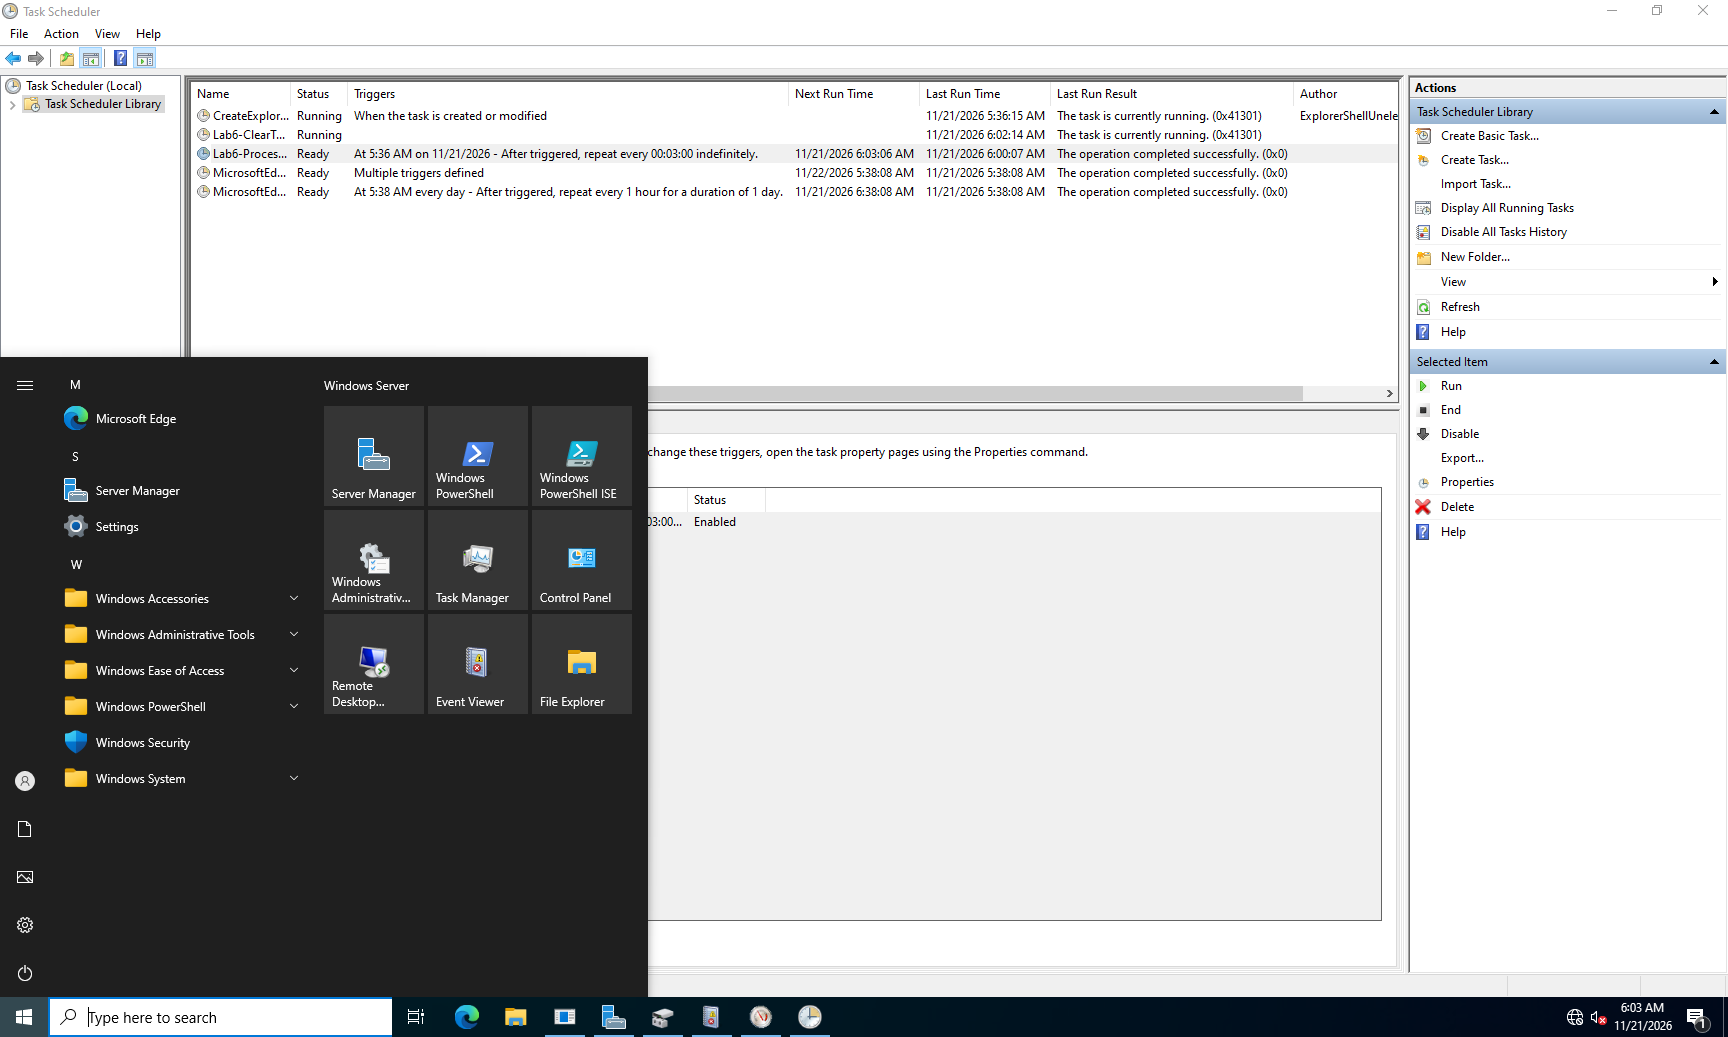 Task Scheduler
File Action View Help
Task Scheduler (Local)
Task Scheduler Library
Name Status Triggers Next Run Time Last Run Time Last Run Result Author
CreateExplor... Running When the task is created or modified 11/21/2026 5:36:15 AM The task is currently running. (0x41301) ExplorerShellUnele
Lab6-ClearT... Running 11/21/2026 6:02:14 AM The task is currently running. (0x41301)
Lab6-Proces... Ready At 5:36 AM on 11/21/2026 - After triggered, repeat every 00:03:00 indefinitely. 11/21/2026 6:03:06 AM 11/21/2026 6:00:07 AM The operation completed successfully. (0x0)
MicrosoftEd... Ready Multiple triggers defined 11/22/2026 5:38:08 AM 11/21/2026 5:38:08 AM The operation completed successfully. (0x0)
MicrosoftEd... Ready At 5:38 AM every day - After triggered, repeat every 1 hour for a duration of 1 day. 11/21/2026 6:38:08 AM 11/21/2026 5:38:08 AM The operation completed successfully. (0x0)
change these triggers, open the task property pages using the Properties command.
Status
03:00... Enabled
Actions
Task Scheduler Library
Create Basic Task...
Create Task...
Import Task...
Display All Running Tasks
Disable All Tasks History
New Folder...
View
Refresh
Help
Selected Item
Run
End
Disable
Export...
Properties
Delete
Help
M
Microsoft Edge
S
Server Manager
Settings
W
Windows Accessories
Windows Administrative Tools
Windows Ease of Access
Windows PowerShell
Windows Security
Windows System
Windows Server
Server Manager
Windows PowerShell
Windows PowerShell ISE
Windows Administrativ...
Task Manager
Control Panel
Remote Desktop...
Event Viewer
File Explorer
Type here to search
6:03 AM
11/21/2026
1